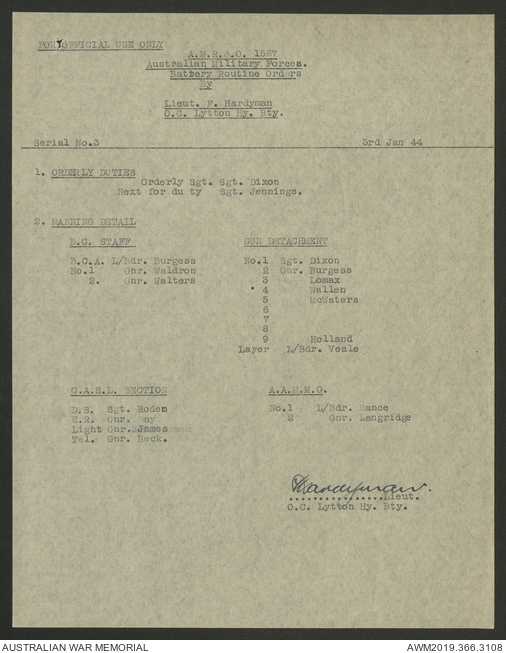 FOR OFFICIAL USE ONLY
A.M.R.&O. 1587
Australian Military Forces.
Battery Routine Orders
By
Lieut. F. Hardyman
O.C. Lytton Hy. Bty.
Serial No.3 3rd Jan 44
1. ORDERLY DUTIES
Orderly Sgt. Sgt. Dixon
Next for du ty Sgt. Jennings.
2. MANNING DETAIL
B.C. STAFF
B.C.A. L/Bdr. Burgess
No.1 Gnr. Waldron
2. Gnr. Walters
GUN DETACHMENT
No.1 Sgt. Dixon
2 Gnr. Burgess
3 Lomax
4 Wallen
5 McWaters
6
7
8
9 Holland
Layer L/Bdr. Veale
C.A.S.L. SECTION
D.S. Sgt. Roden
E.R. Gnr. Day
Light Gnr. James
Tel. Gnr. Beck.
A.A.M.M.G.
No.1 L/Bdr. Hance
2 Gnr. Langridge
Hardyman.
..............Lieut.
O.C. Lytton Hy. Bty.
AUSTRALIAN WAR MEMORIAL AWM2019.366.3108